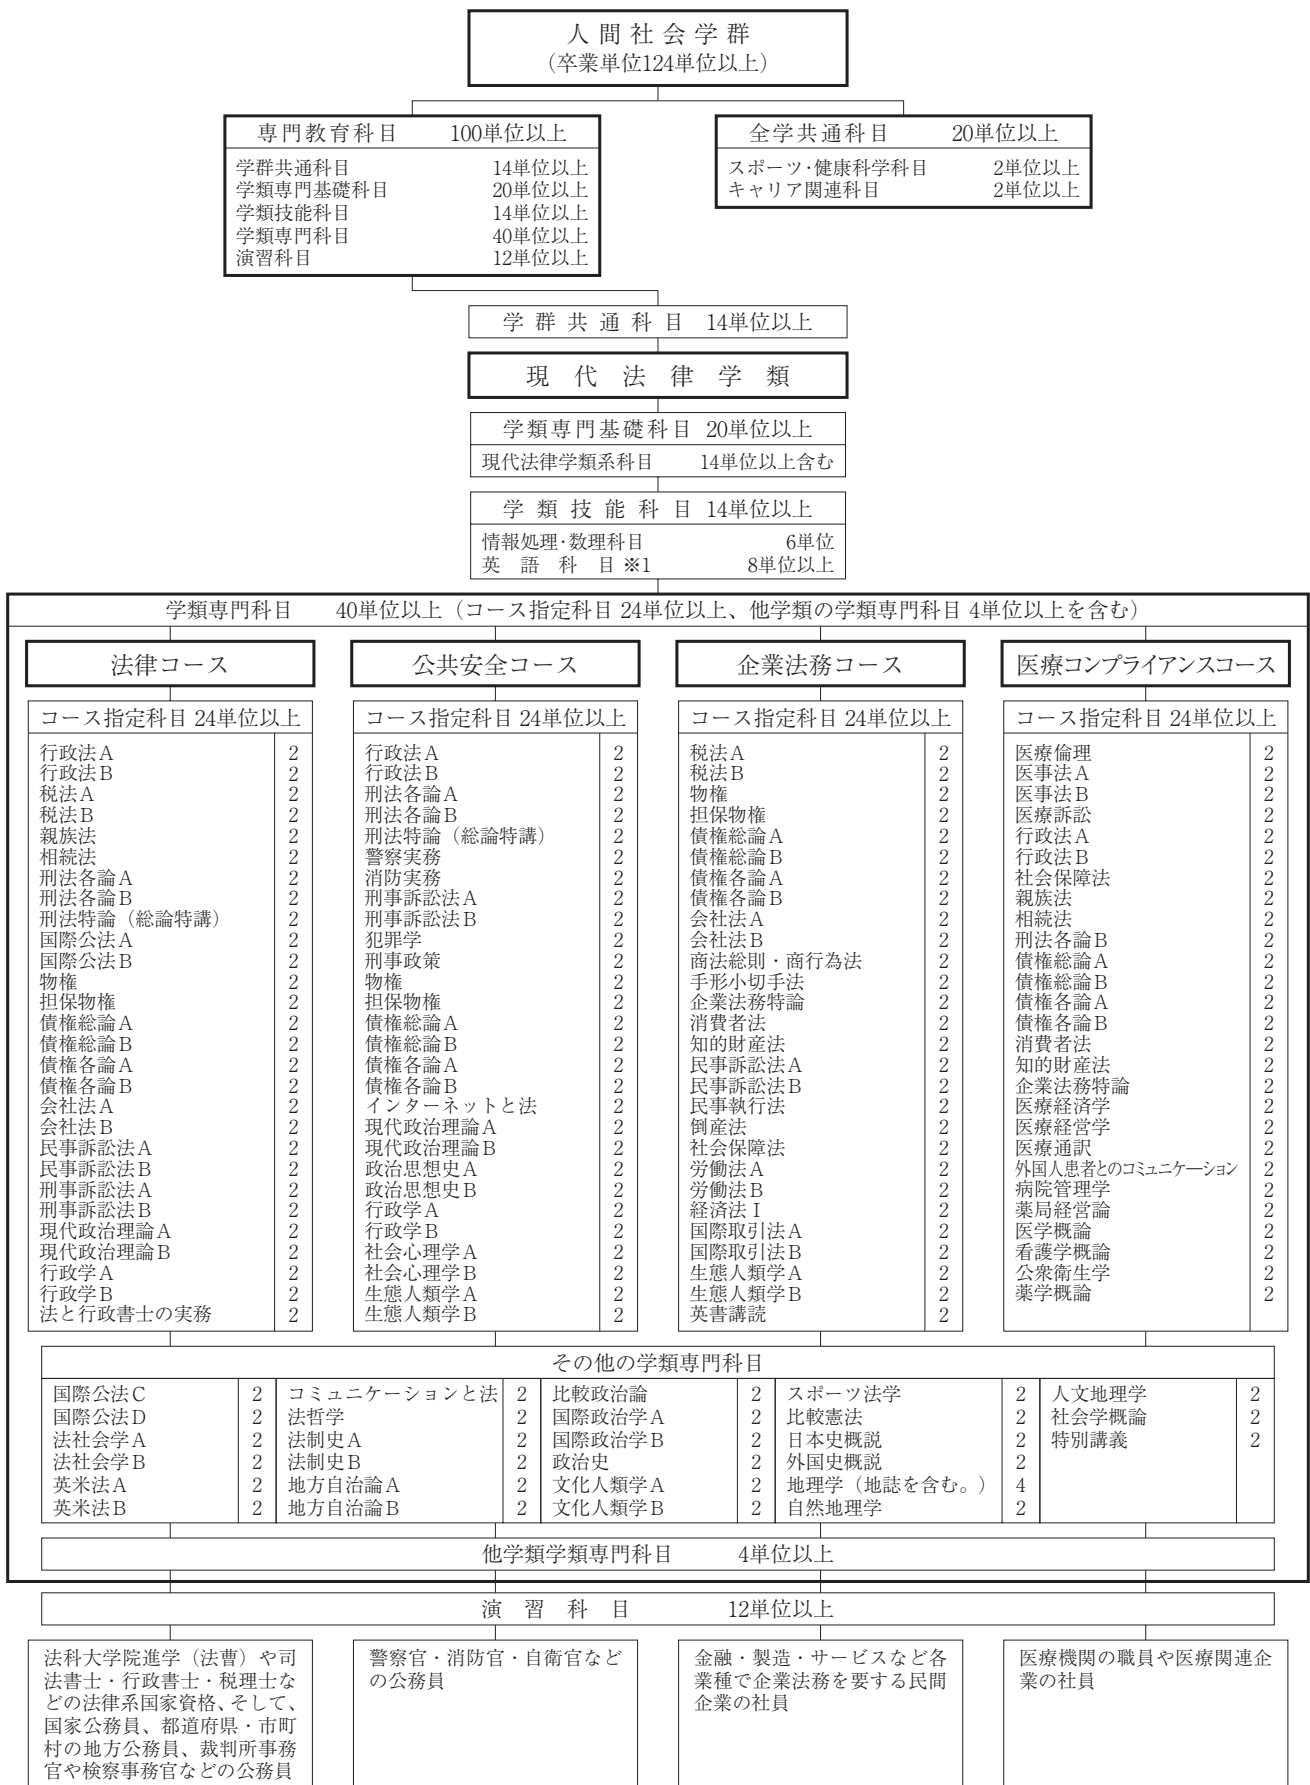 人間社会学群
（卒業単位124単位以上）
専門教育科目 100単位以上
学群共通科目 14単位以上
学類専門基礎科目 20単位以上
学類技能科目 14単位以上
学類専門科目 40単位以上
演習科目 12単位以上
全学共通科目 20単位以上
スポーツ・健康科学科目 2単位以上
キャリア関連科目 2単位以上
学群共通科目 14単位以上
現代法律学類
学類専門基礎科目 20単位以上
現代法律学類系科目 14単位以上含む
学類技能科目 14単位以上
情報処理・数理科目 6単位
英語科目※1 8単位以上
学類専門科目 40単位以上（コース指定科目 24単位以上、他学類の学類専門科目 4単位以上を含む）
法律コース
コース指定科目 24単位以上
行政法A 2
行政法B 2
税法A 2
税法B 2
親族法 2
相続法 2
刑法各論A 2
刑法各論B 2
刑法特論（総論特講） 2
国際公法A 2
国際公法B 2
物権 2
担保物権 2
債権総論A 2
債権総論B 2
債権各論A 2
債権各論B 2
会社法A 2
会社法B 2
民事訴訟法A 2
民事訴訟法B 2
刑事訴訟法A 2
刑事訴訟法B 2
現代政治理論A 2
現代政治理論B 2
行政学A 2
行政学B 2
法と行政書士の実務 2
公共安全コース
コース指定科目 24単位以上
行政法A 2
行政法B 2
刑法各論A 2
刑法各論B 2
刑法特論（総論特講） 2
警察実務 2
消防実務 2
刑事訴訟法A 2
刑事訴訟法B 2
犯罪学 2
刑事政策 2
物権 2
担保物権 2
債権総論A 2
債権総論B 2
債権各論A 2
債権各論B 2
インターネットと法 2
現代政治理論A 2
現代政治理論B 2
政治思想史A 2
政治思想史B 2
行政学A 2
行政学B 2
社会心理学A 2
社会心理学B 2
生態人類学A 2
生態人類学B 2
企業法務コース
コース指定科目 24単位以上
税法A 2
税法B 2
物権 2
担保物権 2
債権総論A 2
債権総論B 2
債権各論A 2
債権各論B 2
会社法A 2
会社法B 2
商法総則・商行為法 2
手形小切手法 2
企業法務特論 2
消費者法 2
知的財産法 2
民事訴訟法A 2
民事訴訟法B 2
民事執行法 2
倒産法 2
社会保障法 2
労働法A 2
労働法B 2
経済法Ⅰ 2
国際取引法A 2
国際取引法B 2
生態人類学A 2
生態人類学B 2
英書講読 2
医療コンプライアンスコース
コース指定科目 24単位以上
医療倫理 2
医事法A 2
医事法B 2
医療訴訟 2
行政法A 2
行政法B 2
社会保障法 2
親族法 2
相続法 2
刑法各論B 2
債権総論A 2
債権総論B 2
債権各論A 2
債権各論B 2
消費者法 2
知的財産法 2
企業法務特論 2
医療経済学 2
医療経営学 2
医療通訳 2
外国人患者とのコミュニケーション 2
病院管理学 2
薬局経営論 2
医学概論 2
看護学概論 2
公衆衛生学 2
薬学概論 2
その他の学類専門科目
国際公法C 2
国際公法D 2
法社会学A 2
法社会学B 2
英米法A 2
英米法B 2
コミュニケーションと法 2
法哲学 2
法制史A 2
法制史B 2
地方自治論A 2
地方自治論B 2
比較政治論 2
国際政治学A 2
国際政治学B 2
政治史 2
文化人類学A 2
文化人類学B 2
スポーツ法学 2
比較憲法 2
日本史概説 2
外国史概説 2
地理学（地誌を含む。） 4
自然地理学 2
人文地理学 2
社会学概論 2
特別講義 2
他学類学類専門科目 4単位以上
演習科目 12単位以上
法科大学院進学（法曹）や司
法書士・行政書士・税理士な
どの法律系国家資格、そして、
国家公務員、都道府県・市町
村の地方公務員、裁判所事務
官や検察事務官などの公務員
警察官・消防官・自衛官など
の公務員
金融・製造・サービスなど各
業種で企業法務を要する民間
企業の社員
医療機関の職員や医療関連企
業の社員